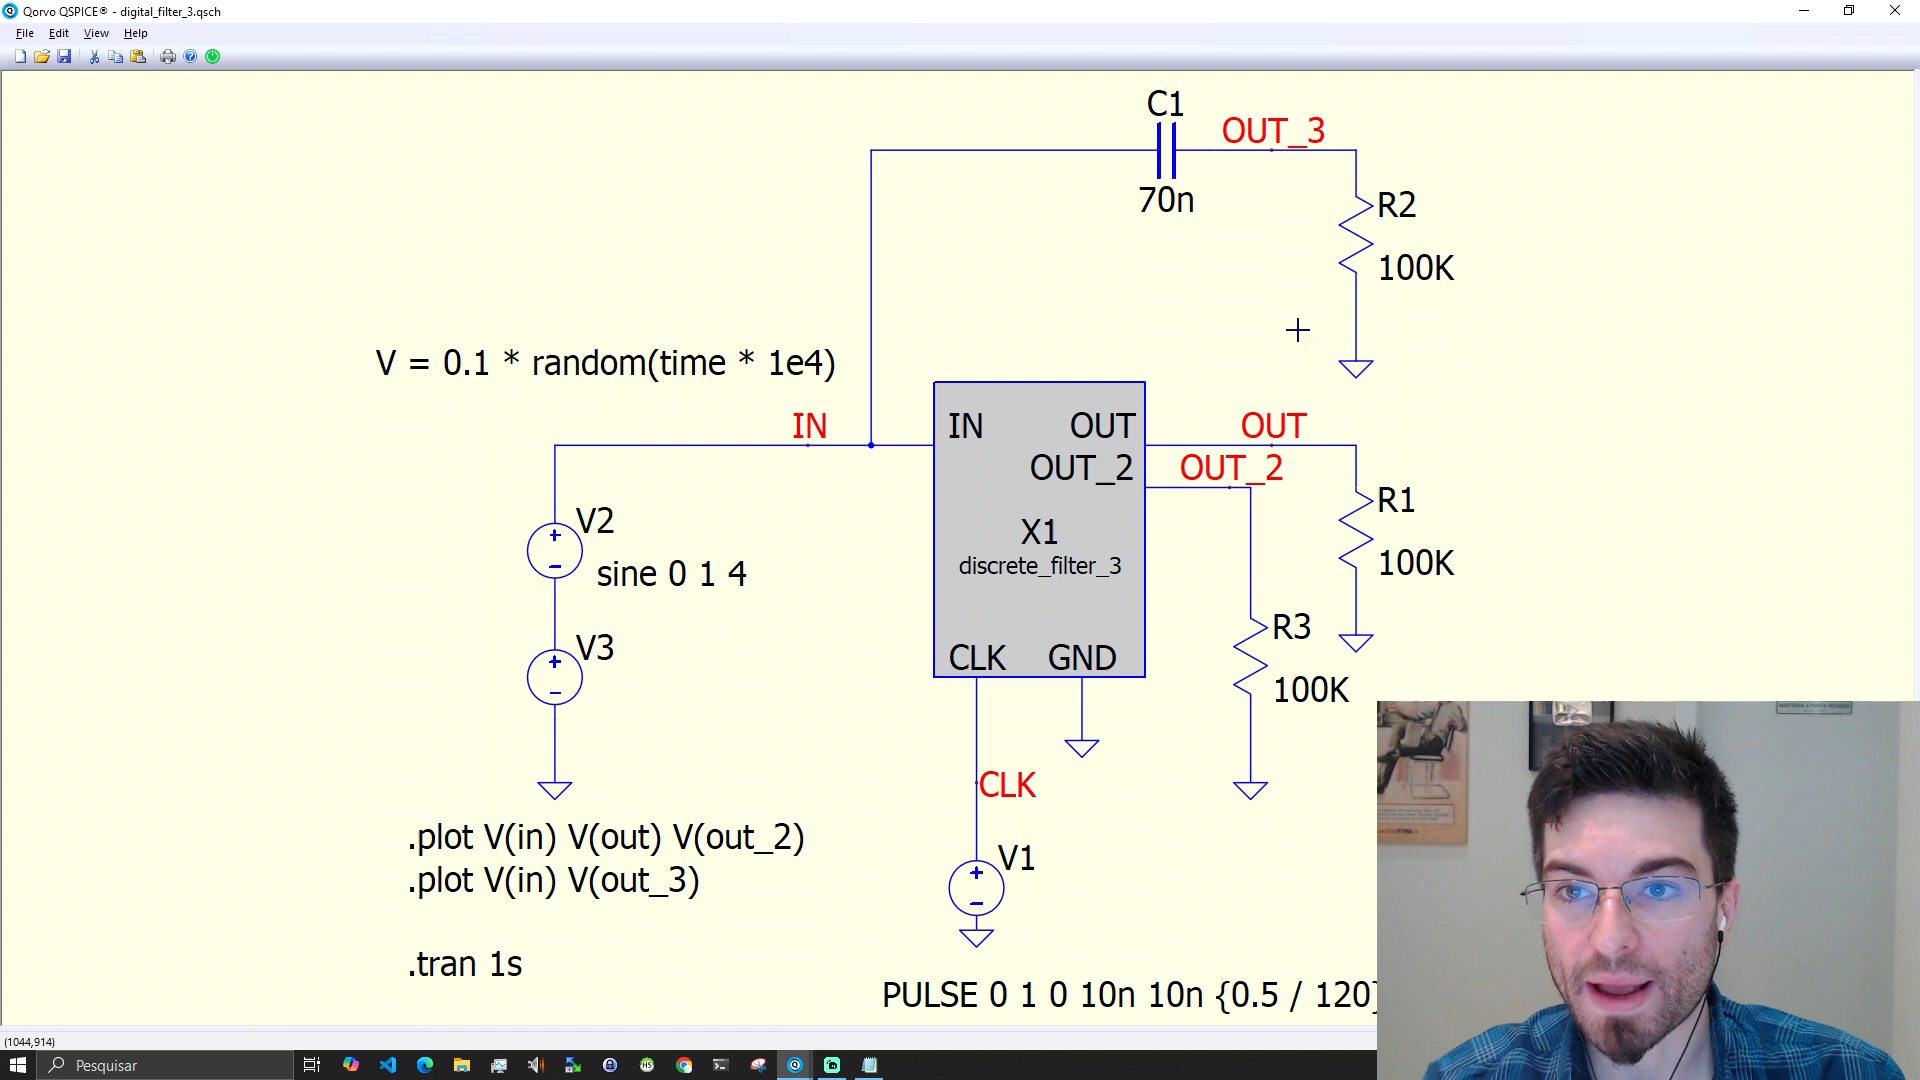 Qorvo QSPICE® - digital_filter_3.qsch
File Edit View Help
C1
OUT_3
70n
R2
100K
V = 0.1 * random(time * 1e4)
IN
IN
OUT
OUT
OUT_2
OUT_2
R1
V2
X1
discrete_filter_3
100K
sine 0 1 4
R3
V3
CLK
GND
100K
CLK
.plot V(in) V(out) V(out_2)
.plot V(in) V(out_3)
V1
.tran 1s
PULSE 0 1 0 10n 10n {0.5 / 120}
(1044,914)
Pesquisar